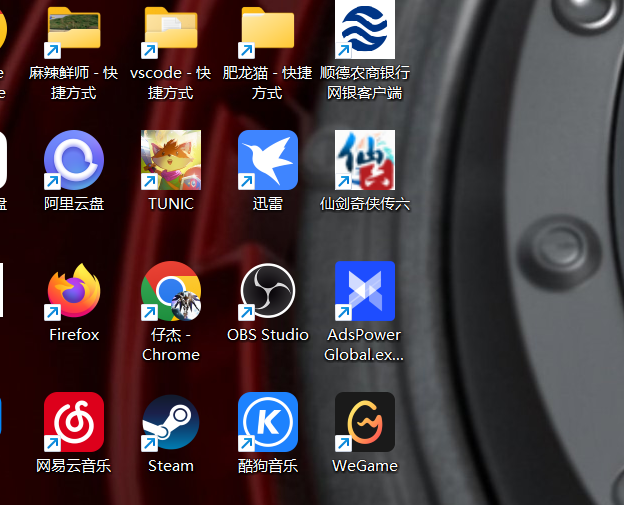 麻辣鲜师 - 快
捷方式
vscode - 快
捷方式
肥龙猫 - 快捷
方式
顺德农商银行
网银客户端
阿里云盘
TUNIC
迅雷
仙剑奇侠传六
Firefox
仔杰 -
Chrome
OBS Studio
AdsPower
Global.ex...
网易云音乐
Steam
酷狗音乐
WeGame